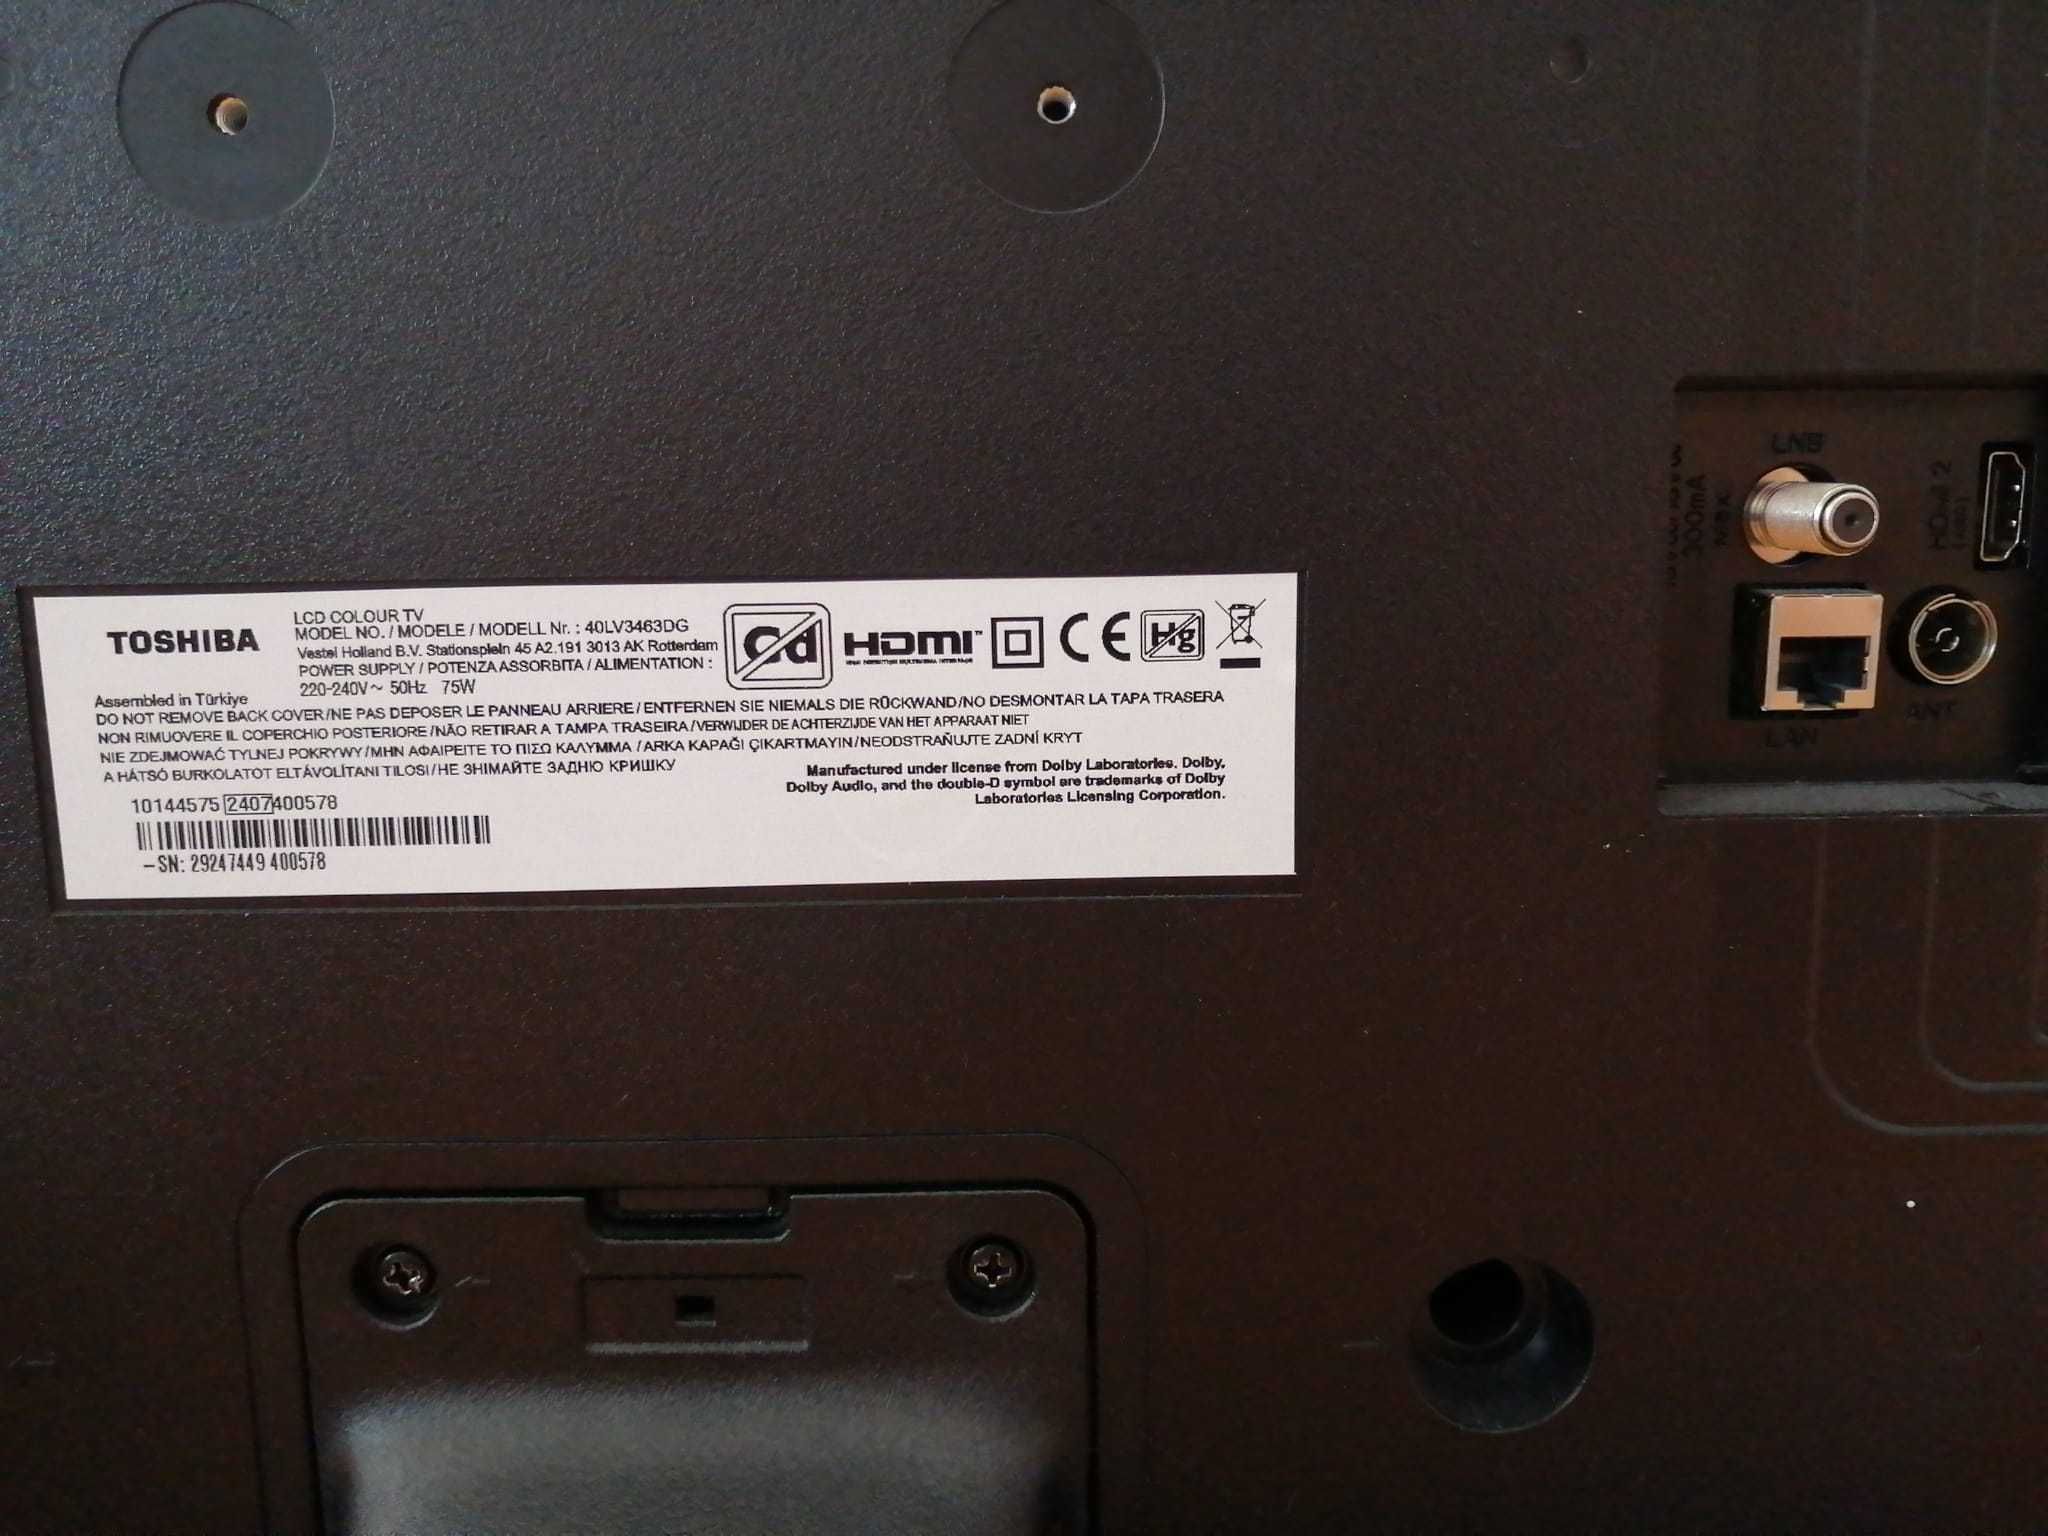 TOSHIBA
LCD COLOUR TV
MODEL NO. / MODELE / MODELL Nr. : 40LV3463DG
Vestel Holland B.V. Stationsplein 45 A2.191 3013 AK Rotterdam
POWER SUPPLY / POTENZA ASSORBITA / ALIMENTATION :
220-240V~ 50Hz 75W
Cd
HDMI™
HIGH DEFINITION MULTIMEDIA INTERFACE
CE
Hg
Assembled in Türkiye
DO NOT REMOVE BACK COVER/NE PAS DEPOSER LE PANNEAU ARRIERE/ENTFERNEN SIE NIEMALS DIE RÜCKWAND/NO DESMONTAR LA TAPA TRASERA
NON RIMUOVERE IL COPERCHIO POSTERIORE/NÃO RETIRAR A TAMPA TRASEIRA/VERWIJDER DE ACHTERZIJDE VAN HET APPARAAT NIET
NIE ZDEJMOWAĆ TYLNEJ POKRYWY/ΜΗΝ ΑΦΑΙΡΕΙΤΕ ΤΟ ΠΙΣΩ ΚΑΛΥΜΜΑ/ARKA KAPAĞI ÇIKARTMAYIN/NEODSTRAŇUJTE ZADNÍ KRYT
A HÁTSÓ BURKOLATOT ELTÁVOLÍTANI TILOS!/НЕ ЗНІМАЙТЕ ЗАДНЮ КРИШКУ
Manufactured under license from Dolby Laboratories. Dolby,
Dolby Audio, and the double-D symbol are trademarks of Dolby
Laboratories Licensing Corporation.
10144575 2407400578
–SN: 29247449 400578
LNB
300mA
Max
HDMI 2
LAN
ANT